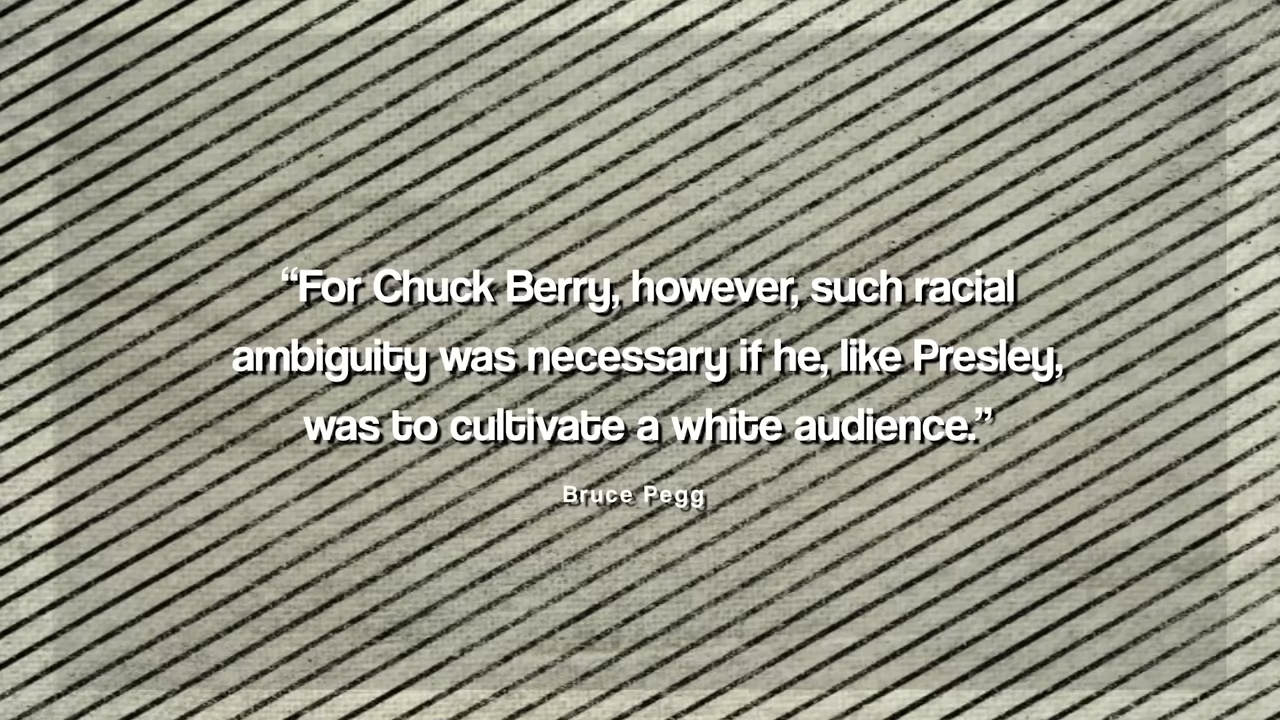 “For Chuck Berry, however, such racial
ambiguity was necessary if he, like Presley,
was to cultivate a white audience.”
Bruce Pegg